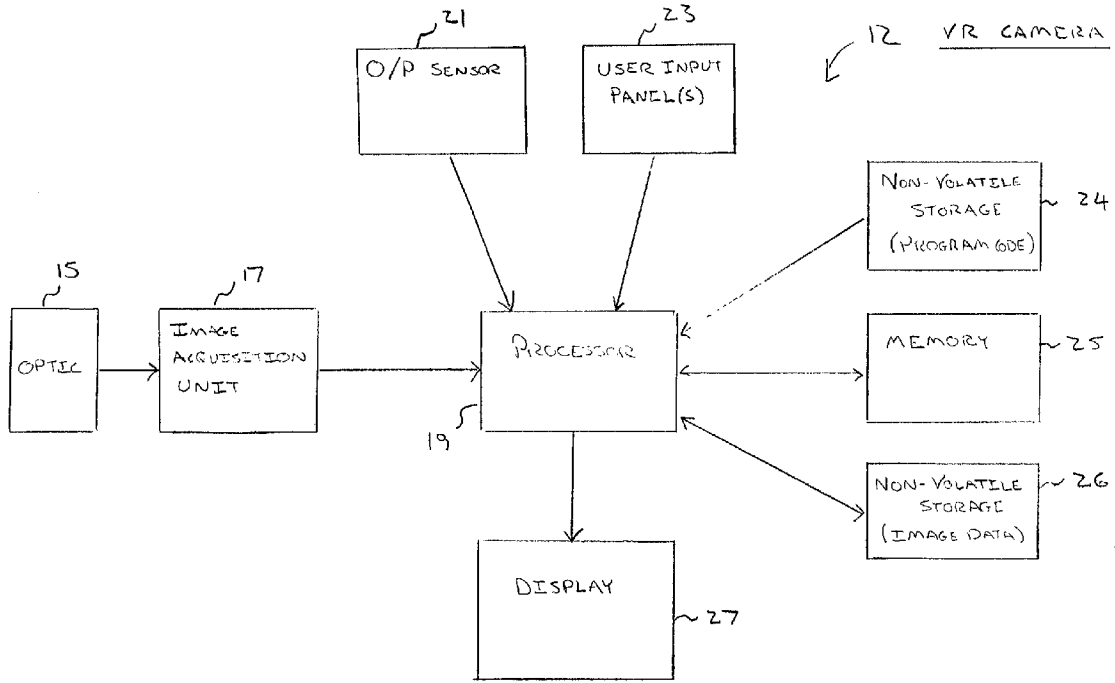 21
23
12 VR CAMERA
O/P SENSOR
USER INPUT
PANEL(S)
NON-VOLATILE
STORAGE
(PROGRAM CODE)
24
15
17
OPTIC
IMAGE
ACQUISITION
UNIT
PROCESSOR
19
MEMORY
25
NON-VOLATILE
STORAGE
(IMAGE DATA)
26
DISPLAY
27